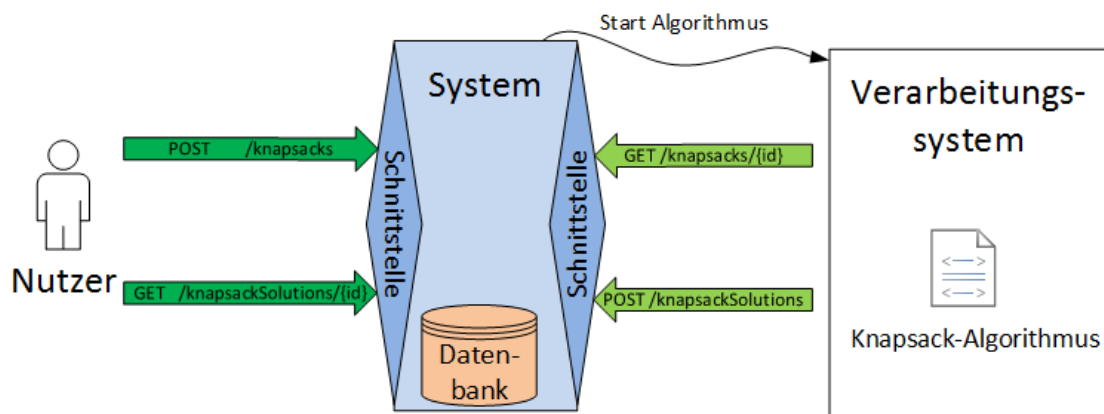 Start Algorithmus
System
Verarbeitungs-
system
POST /knapsacks
GET /knapsacks/{id}
Schnittstelle
Schnittstelle
Nutzer
GET /knapsackSolutions/{id}
POST /knapsackSolutions
Daten-
bank
<—>
<—>
Knapsack-Algorithmus